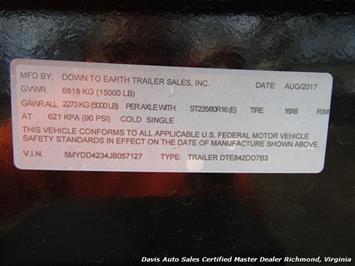 MFD BY: DOWN TO EARTH TRAILER SALES, INC. DATE: AUG/2017
GVWR 6818 KG (15000 LB)
GAWR ALL 2273 KG (5000 LB) PER AXLE WITH ST235/80R16 (E) TIRE 16X6 RIM
AT 621 KPA (90 PSI) COLD SINGLE
THIS VEHICLE CONFORMS TO ALL APPLICABLE U.S. FEDERAL MOTOR VEHICLE
SAFETY STANDARDS IN EFFECT ON THE DATE OF MANUFACTURE SHOWN ABOVE.
V.I.N. 5MYDD4234JB057127 TYPE: TRAILER DTE842DO7B3
Davis Auto Sales Certified Master Dealer Richmond, Virginia